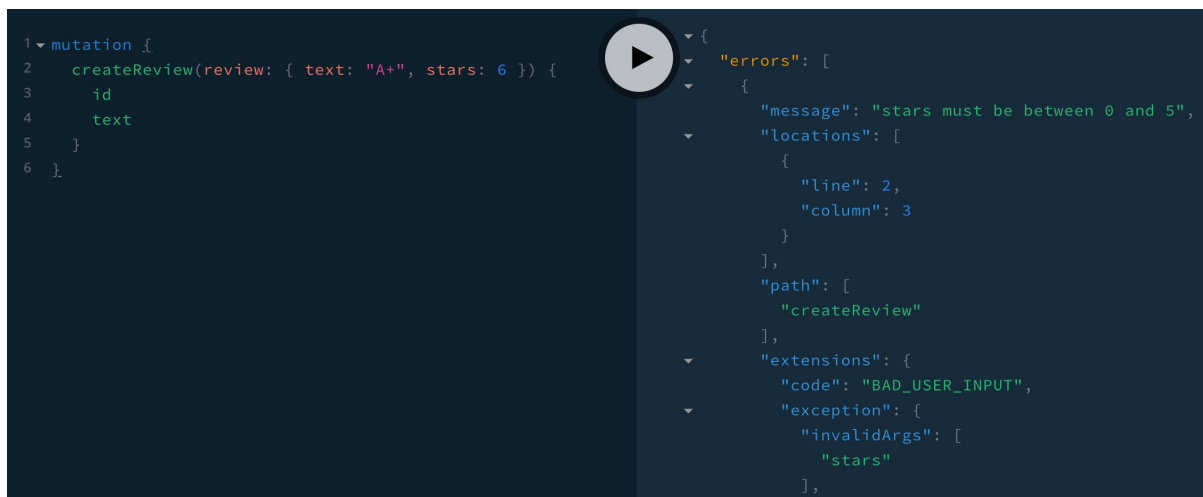 1 mutation {
2 createReview(review: { text: "A+", stars: 6 }) {
3 id
4 text
5 }
6 }
{
"errors": [
{
"message": "stars must be between 0 and 5",
"locations": [
{
"line": 2,
"column": 3
}
],
"path": [
"createReview"
],
"extensions": {
"code": "BAD_USER_INPUT",
"exception": {
"invalidArgs": [
"stars"
],